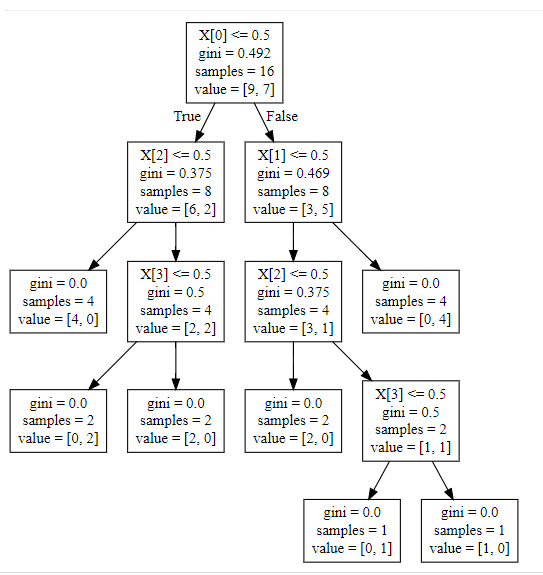 X[0] <= 0.5
gini = 0.492
samples = 16
value = [9, 7]
True
False
X[2] <= 0.5
gini = 0.375
samples = 8
value = [6, 2]
X[1] <= 0.5
gini = 0.469
samples = 8
value = [3, 5]
gini = 0.0
samples = 4
value = [4, 0]
X[3] <= 0.5
gini = 0.5
samples = 4
value = [2, 2]
X[2] <= 0.5
gini = 0.375
samples = 4
value = [3, 1]
gini = 0.0
samples = 4
value = [0, 4]
gini = 0.0
samples = 2
value = [0, 2]
gini = 0.0
samples = 2
value = [2, 0]
gini = 0.0
samples = 2
value = [2, 0]
X[3] <= 0.5
gini = 0.5
samples = 2
value = [1, 1]
gini = 0.0
samples = 1
value = [0, 1]
gini = 0.0
samples = 1
value = [1, 0]